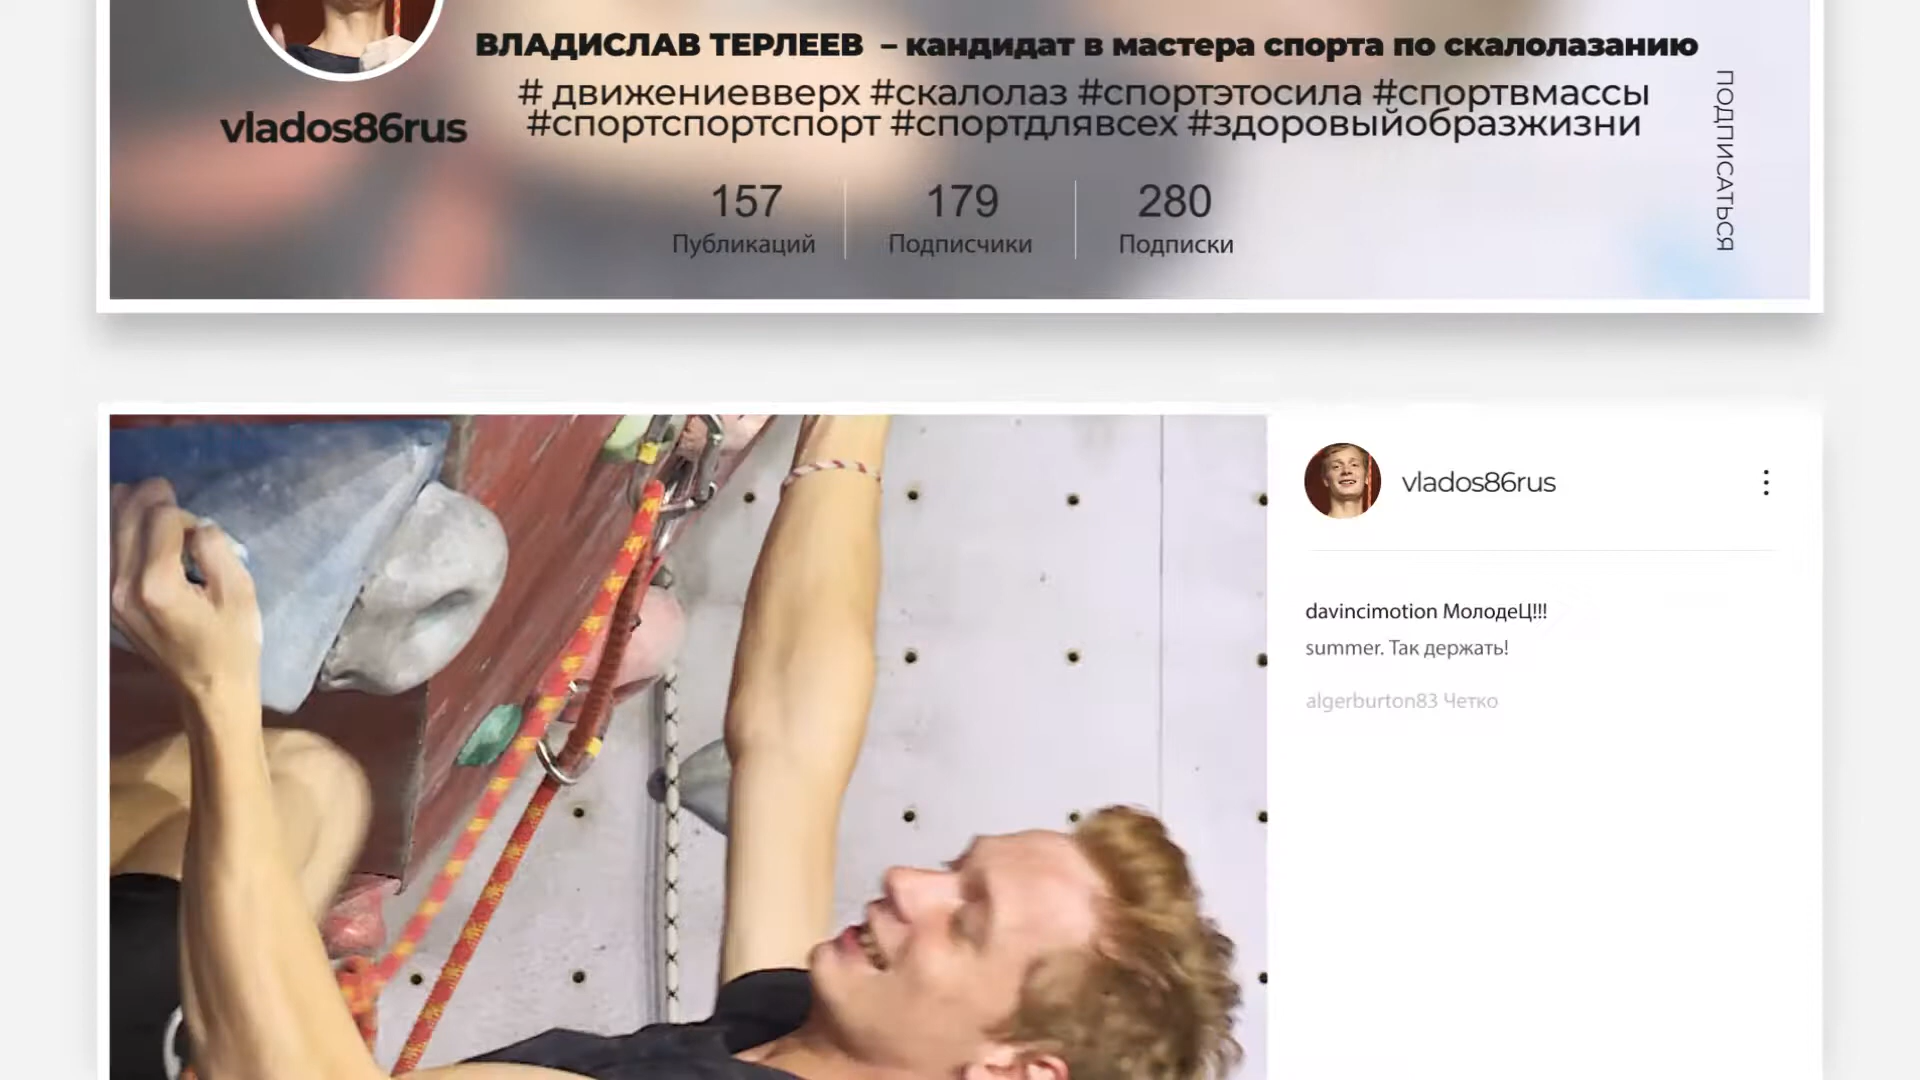 ВЛАДИСЛАВ ТЕРЛЕЕВ – кандидат в мастера спорта по скалолазанию
# движениевверх #скалолаз #спортэтосила #спортвмассы
#спортспортспорт #спортдлявсех #здоровыйобразжизни
vlados86rus
ПОДПИСАТЬСЯ
157 179 280
Публикаций Подписчики Подписки
vlados86rus
davincimotion МолодеЦ!!!
summer. Так держать!
algerburton83 Четко